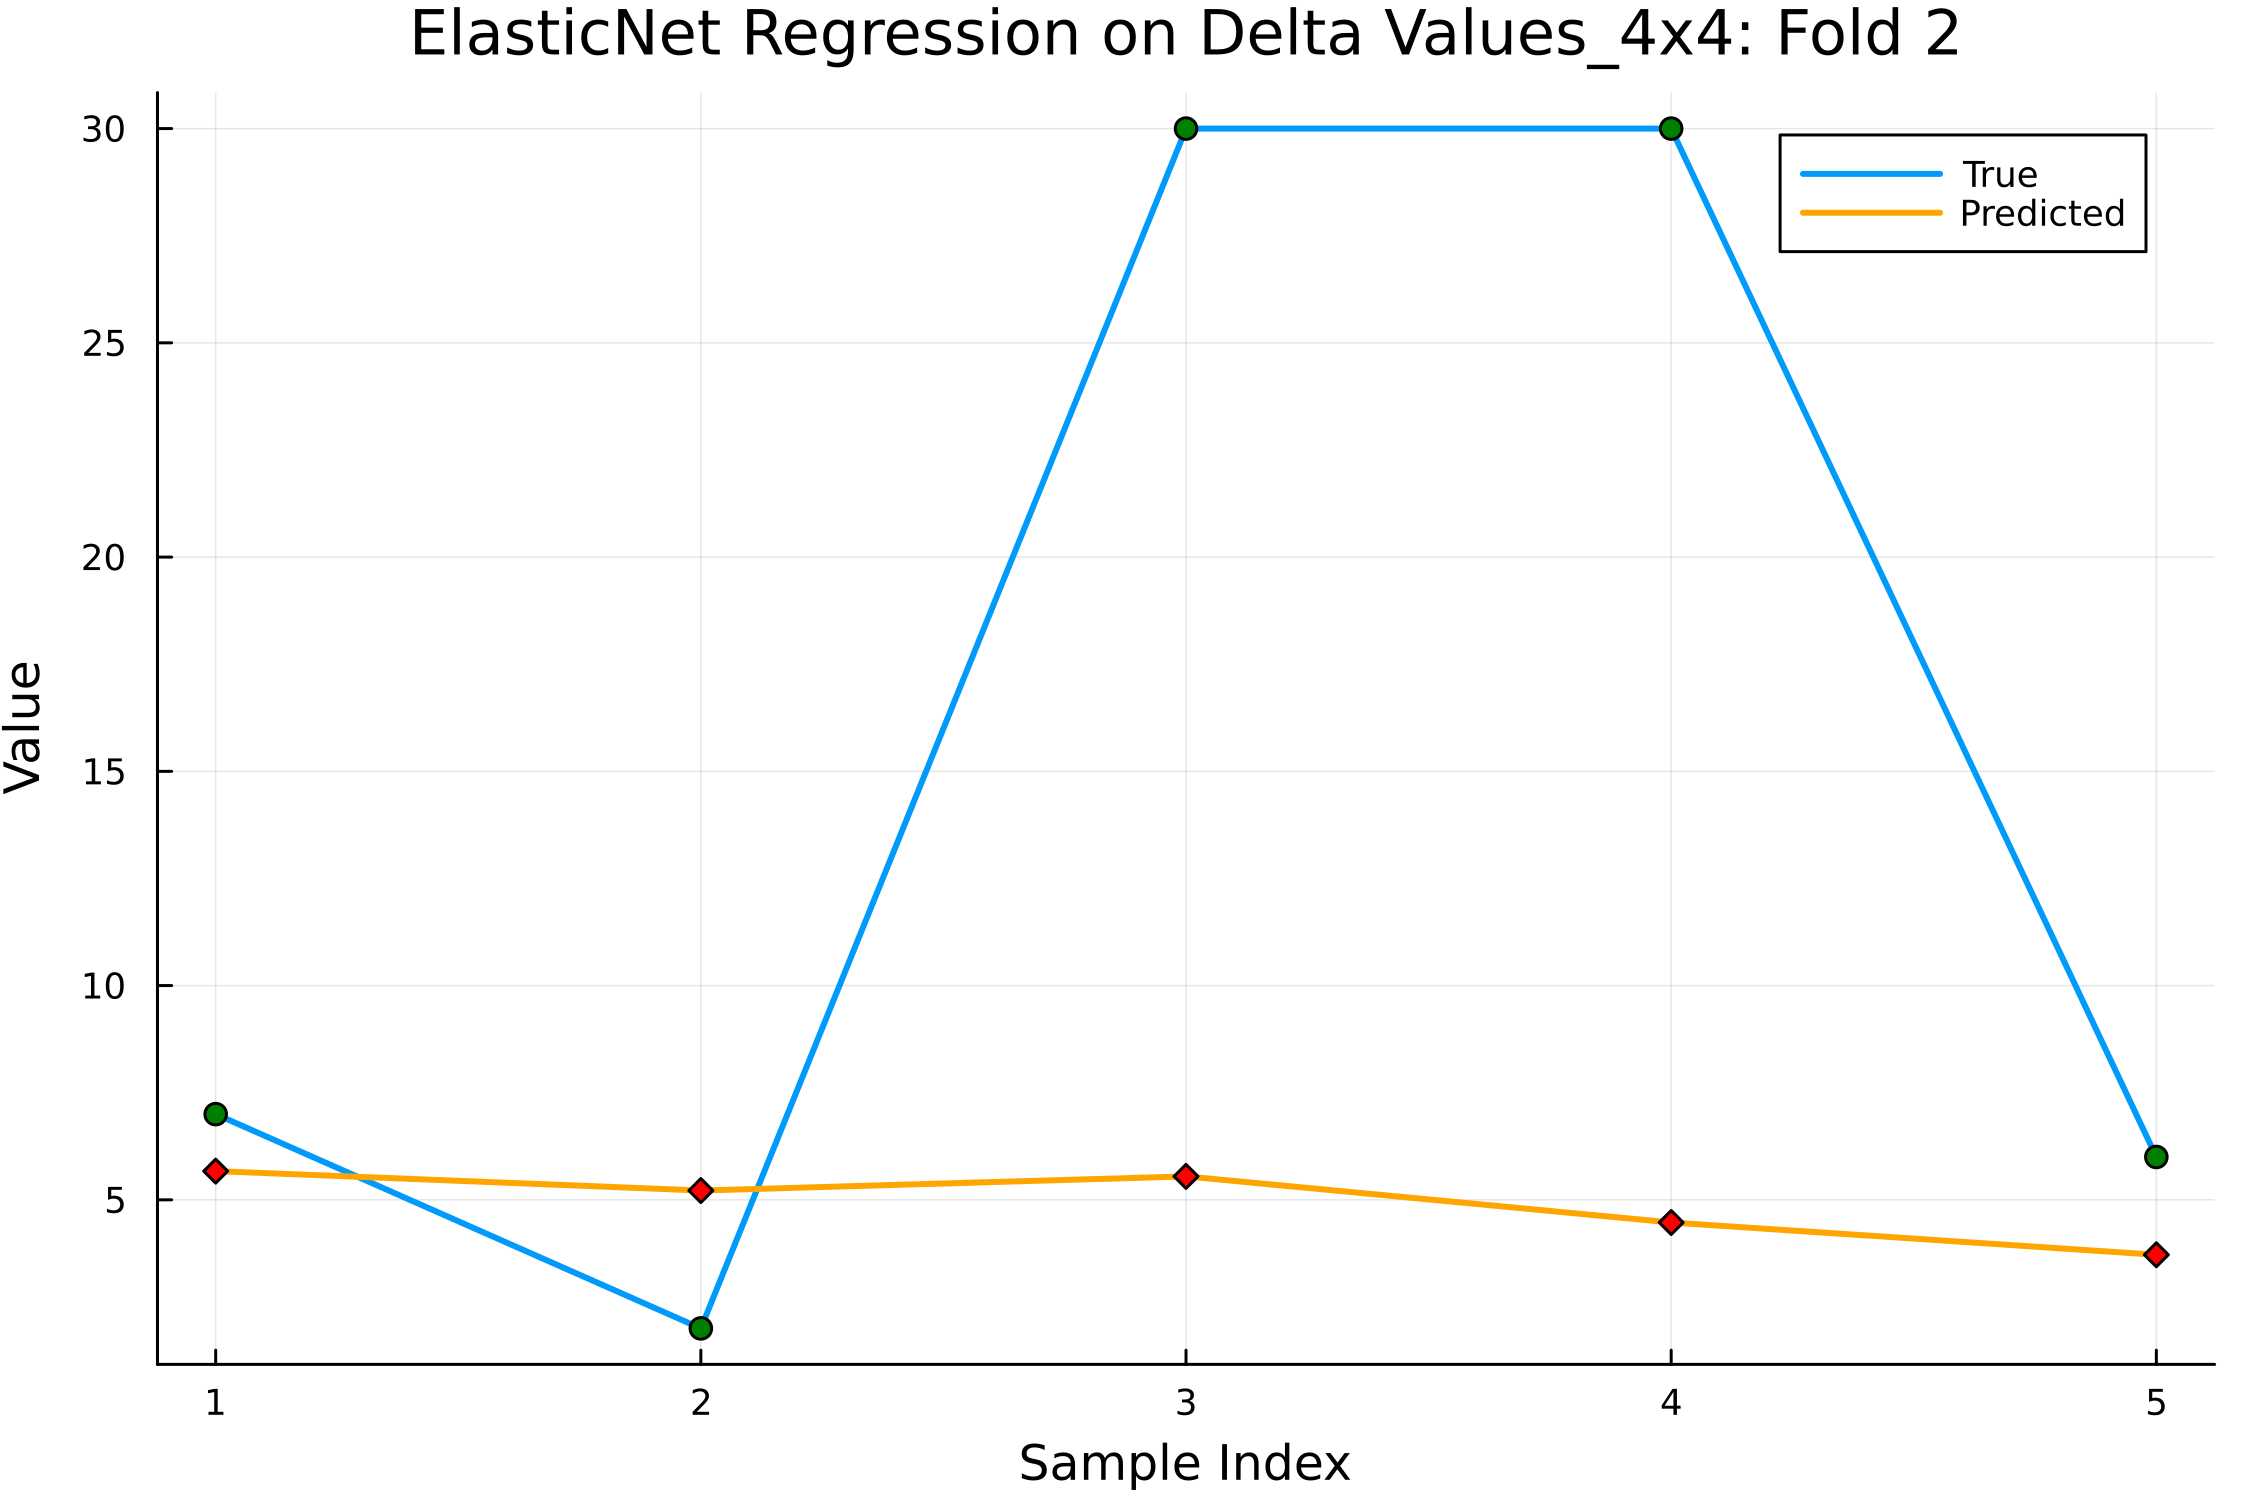 ElasticNet Regression on Delta Values_4x4: Fold 2
30
25
20
15
10
5
Value
True
Predicted
1 2 3 4 5
Sample Index